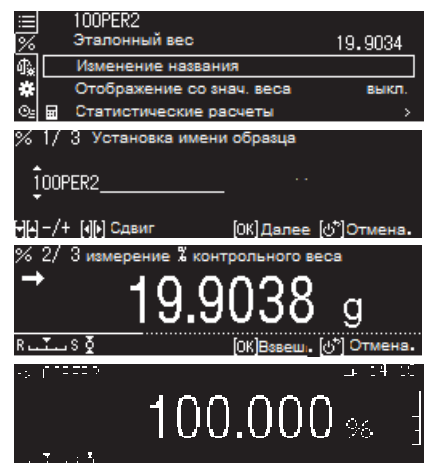 100PER2
Эталонный вес 19.9034
Изменение названия
Отображение со знач. веса выкл.
Статистические расчеты >
% 1/ 3 Установка имени образца
100PER2
-/+ Сдвиг [OK]Далее Отмена.
% 2/ 3 измерение % контрольного веса
19.9038 g
R S [OK]Взвеш. Отмена.
100.000 %